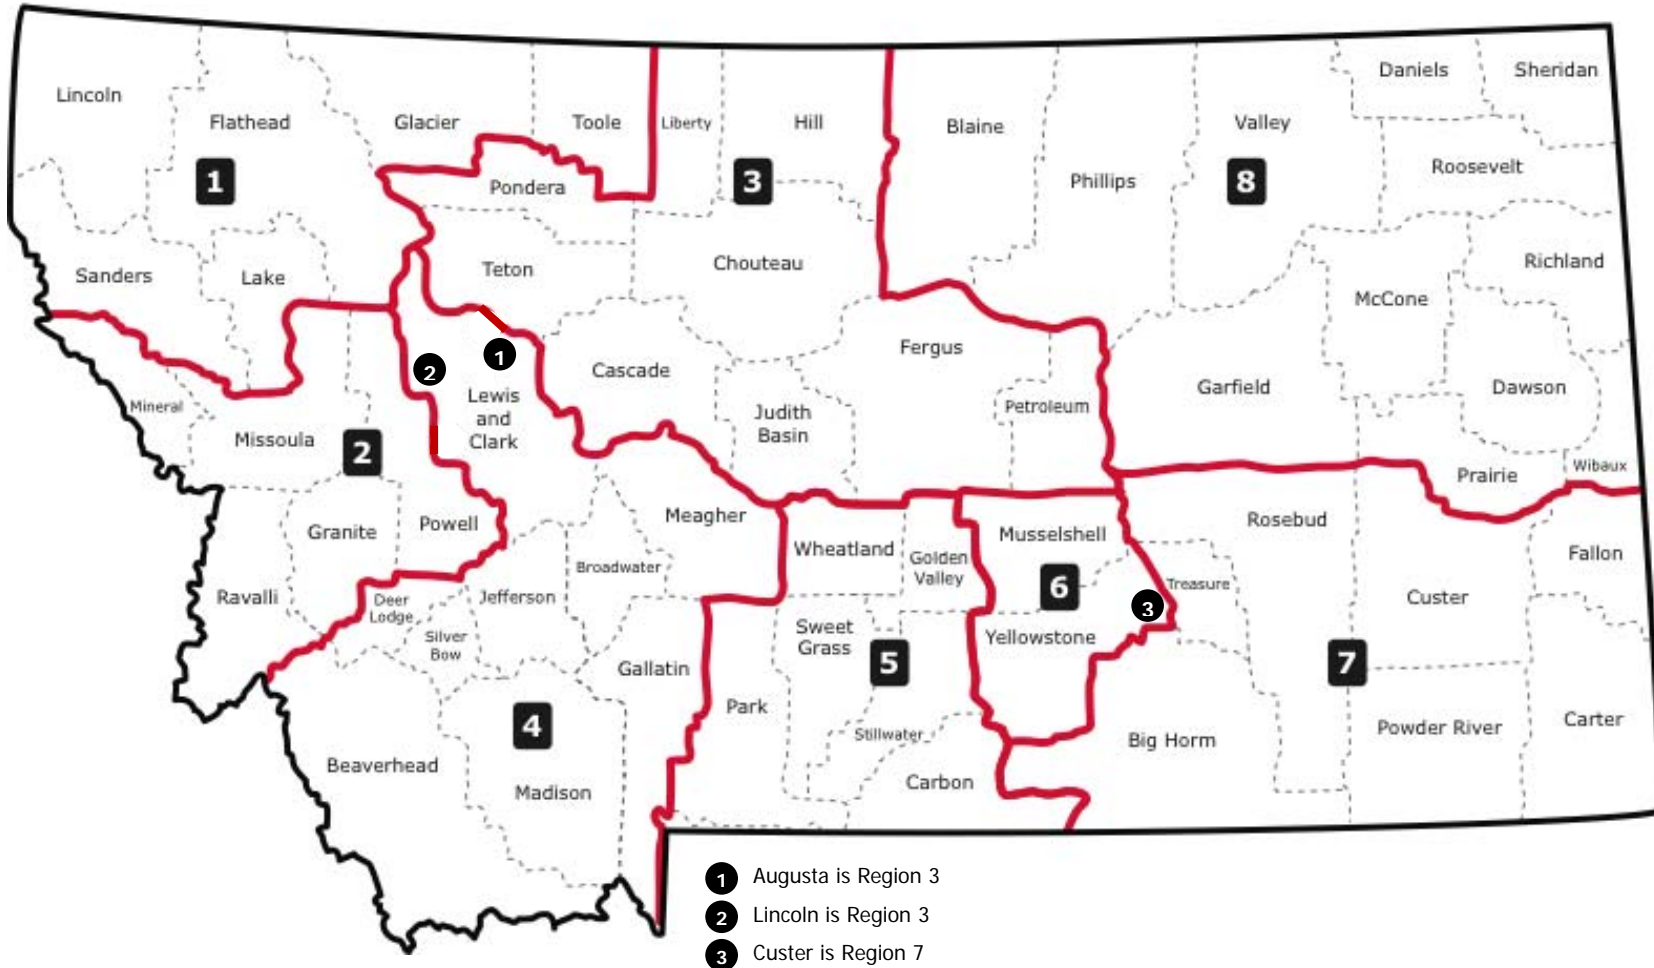 Lincoln
Flathead
Glacier
Toole
Liberty
Hill
Blaine
Phillips
Valley
Daniels
Sheridan
Roosevelt
1
Pondera
3
8
Sanders
Lake
Teton
Chouteau
McCone
Richland
Mineral
Missoula
2
2
1
Lewis
and
Clark
Cascade
Judith
Basin
Fergus
Petroleum
Garfield
Dawson
Prairie
Wibaux
Granite
Powell
Ravalli
Deer
Lodge
Silver
Bow
Jefferson
Broadwater
Meagher
Wheatland
Golden
Valley
Musselshell
6
3
Treasure
Rosebud
Custer
Fallon
Yellowstone
Sweet
Grass
5
7
Gallatin
Park
4
Beaverhead
Madison
Stillwater
Carbon
Big Horm
Powder River
Carter
1 Augusta is Region 3
2 Lincoln is Region 3
3 Custer is Region 7